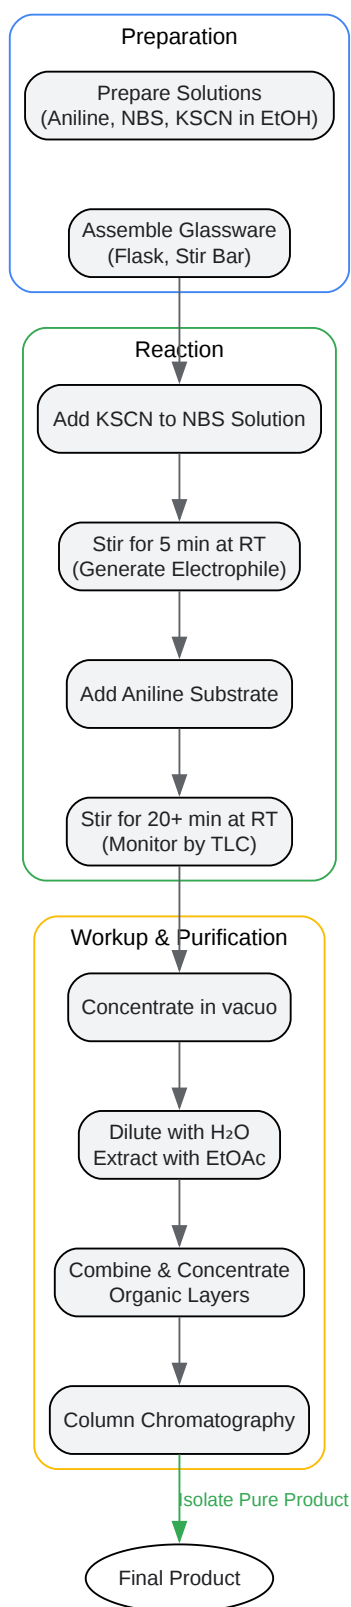 Preparation
Prepare Solutions
(Aniline, NBS, KSCN in EtOH)
Assemble Glassware
(Flask, Stir Bar)
Reaction
Add KSCN to NBS Solution
Stir for 5 min at RT
(Generate Electrophile)
Add Aniline Substrate
Stir for 20+ min at RT
(Monitor by TLC)
Workup & Purification
Concentrate in vacuo
Dilute with H₂O
Extract with EtOAc
Combine & Concentrate
Organic Layers
Column Chromatography
Isolate Pure Product
Final Product